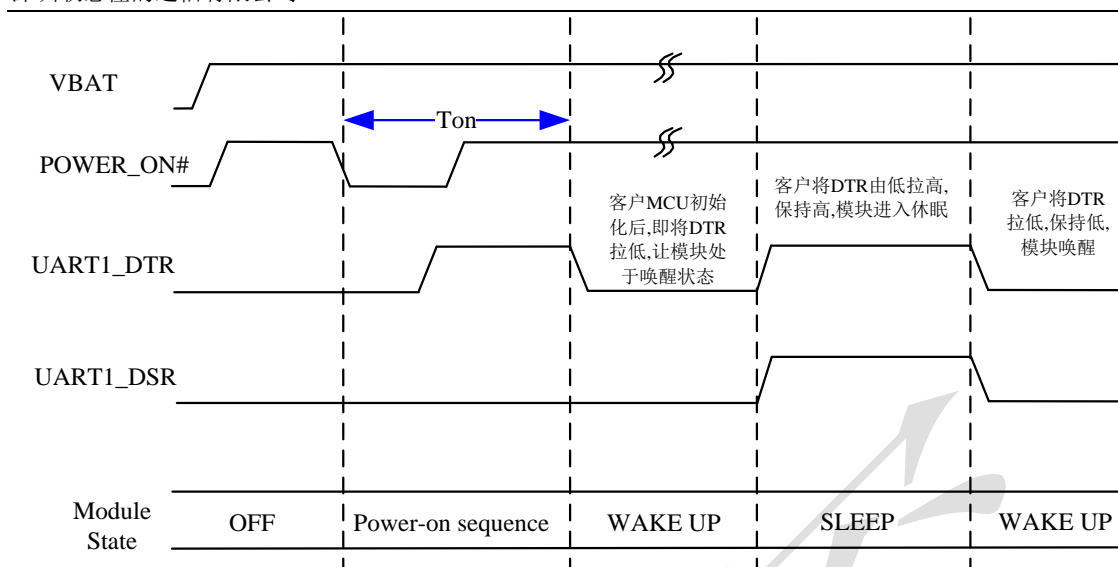 VBAT
Ton
POWER_ON#
客户MCU初始
化后,即将DTR
拉低,让模块处
于唤醒状态
客户将DTR由低拉高,
保持高,模块进入休眠
客户将DTR
拉低,保持低,
模块唤醒
UART1_DTR
UART1_DSR
Module
State
OFF
Power-on sequence
WAKE UP
SLEEP
WAKE UP